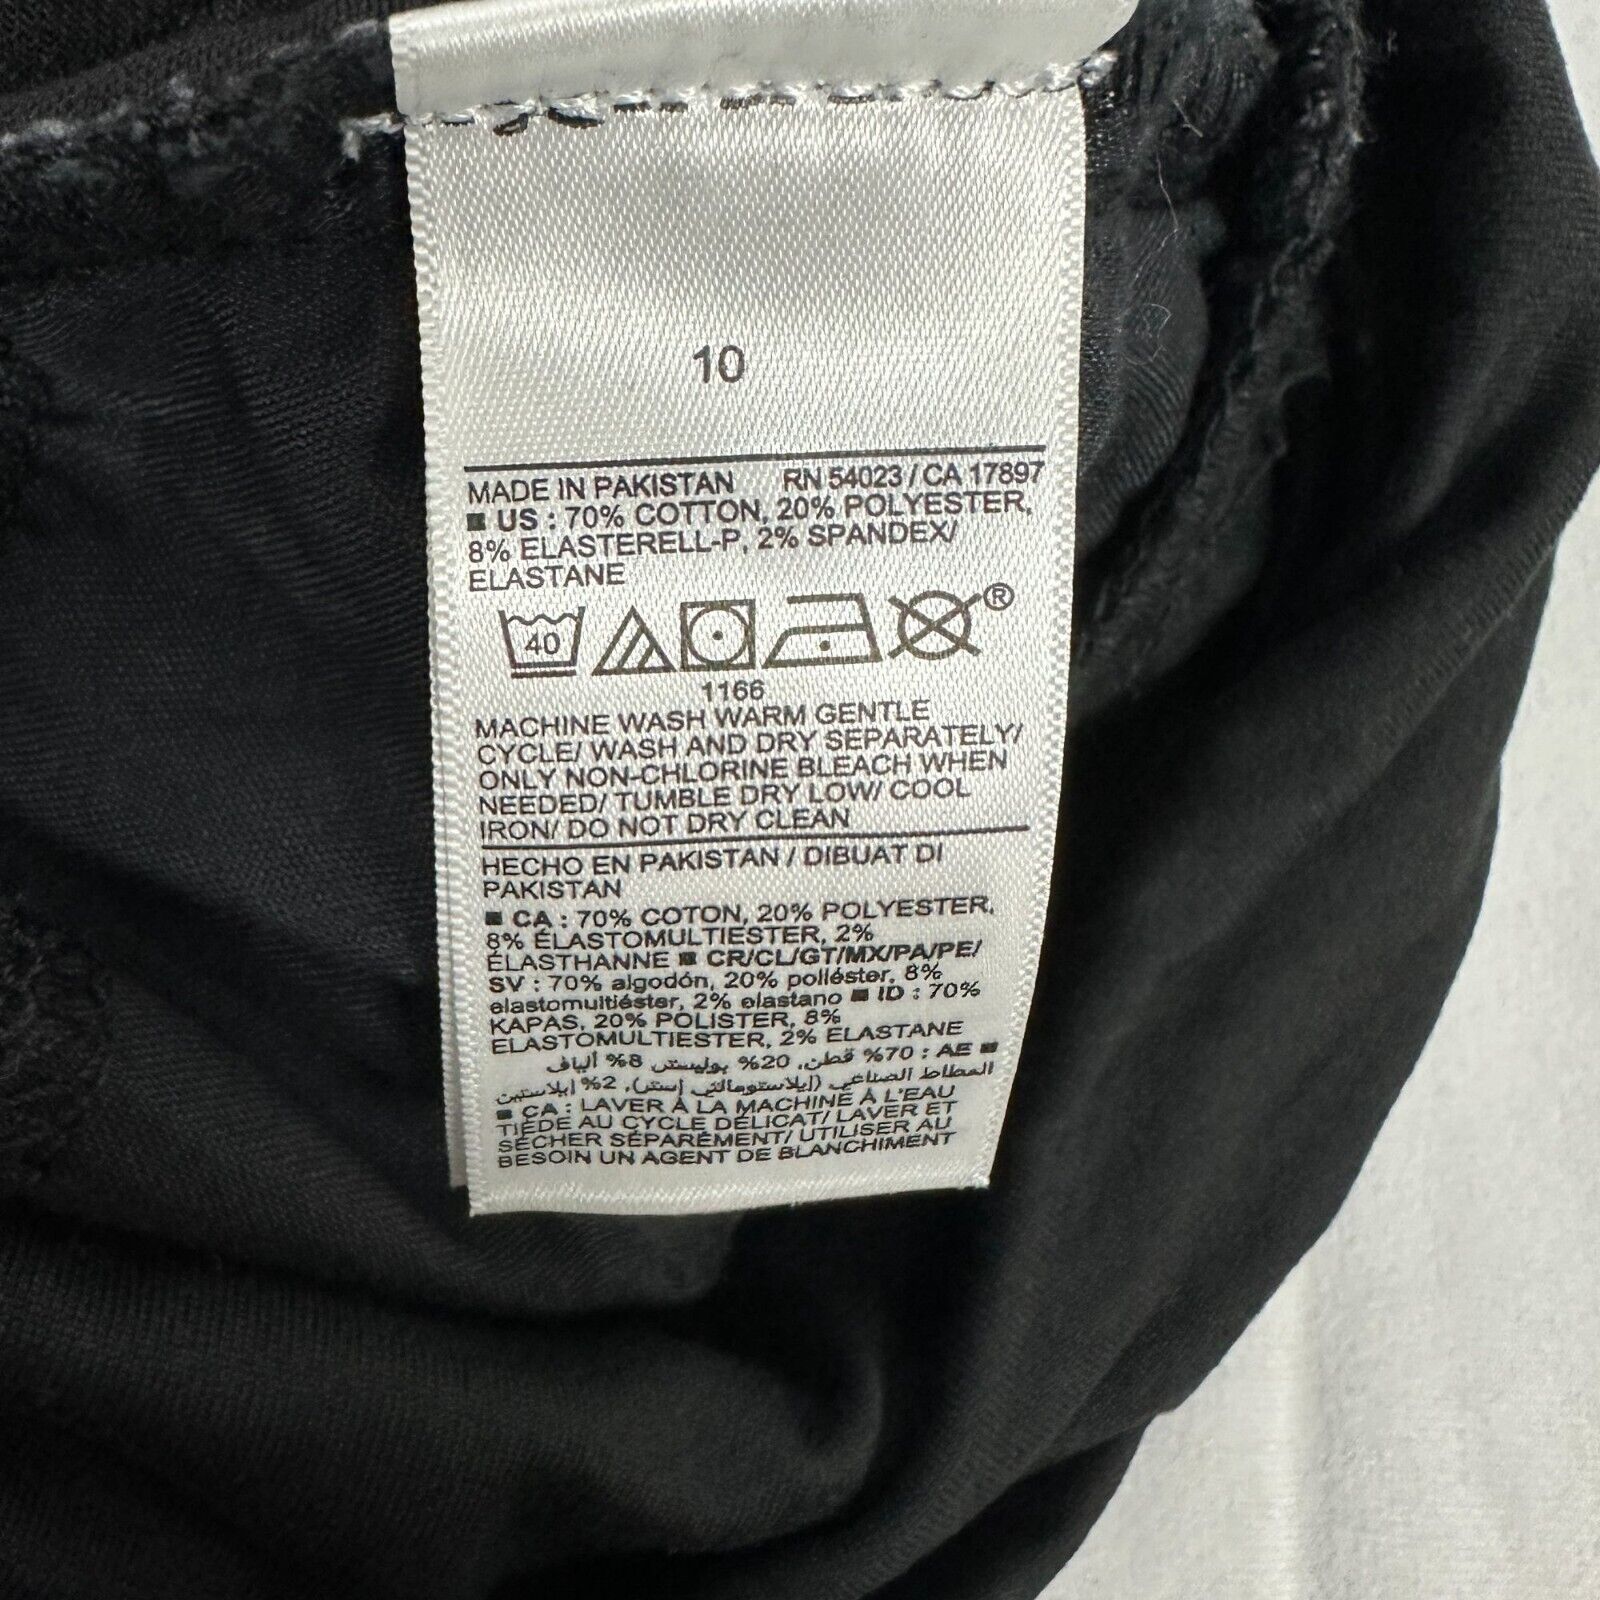 10
MADE IN PAKISTAN RN 54023 / CA 17897
■ US : 70% COTTON, 20% POLYESTER,
8% ELASTERELL-P, 2% SPANDEX/
ELASTANE
40 ®
1166
MACHINE WASH WARM GENTLE
CYCLE/ WASH AND DRY SEPARATELY/
ONLY NON-CHLORINE BLEACH WHEN
NEEDED/ TUMBLE DRY LOW/ COOL
IRON/ DO NOT DRY CLEAN
HECHO EN PAKISTAN / DIBUAT DI
PAKISTAN
■ CA : 70% COTON, 20% POLYESTER,
8% ÉLASTOMULTIESTER, 2%
ÉLASTHANNE ■ CR/CL/GT/MX/PA/PE/
SV : 70% algodón, 20% poliéster, 8%
elastomultiéster, 2% elastano ■ ID : 70%
KAPAS, 20% POLISTER, 8%
ELASTOMULTIESTER, 2% ELASTANE
■ AE : 70% قطن، 20% بوليستر، 8% ألياف
المطاط الصناعي (إيلاستومالتي إستر)، 2% إيلاستين
■ CA : LAVER À LA MACHINE À L'EAU
TIÈDE AU CYCLE DÉLICAT/ LAVER ET
SÉCHER SÉPARÉMENT/ UTILISER AU
BESOIN UN AGENT DE BLANCHIMENT